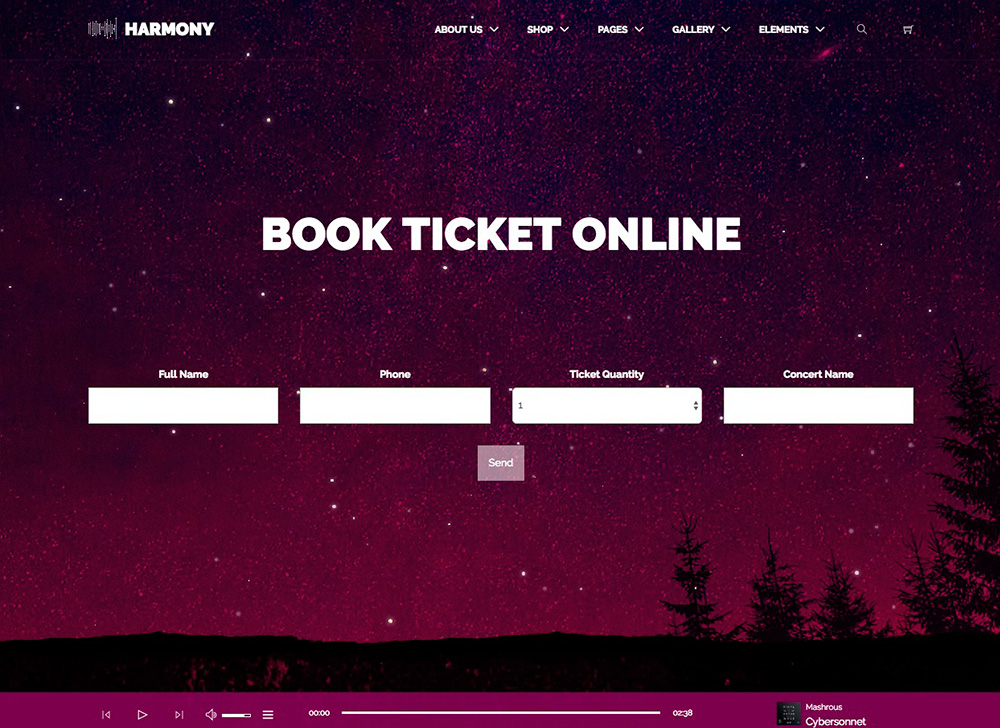 HARMONY
ABOUT US
SHOP
PAGES
GALLERY
ELEMENTS
BOOK TICKET ONLINE
Full Name
Phone
Ticket Quantity
Concert Name
1
Send
00:00
02:38
Mashrous
Cybersonnet